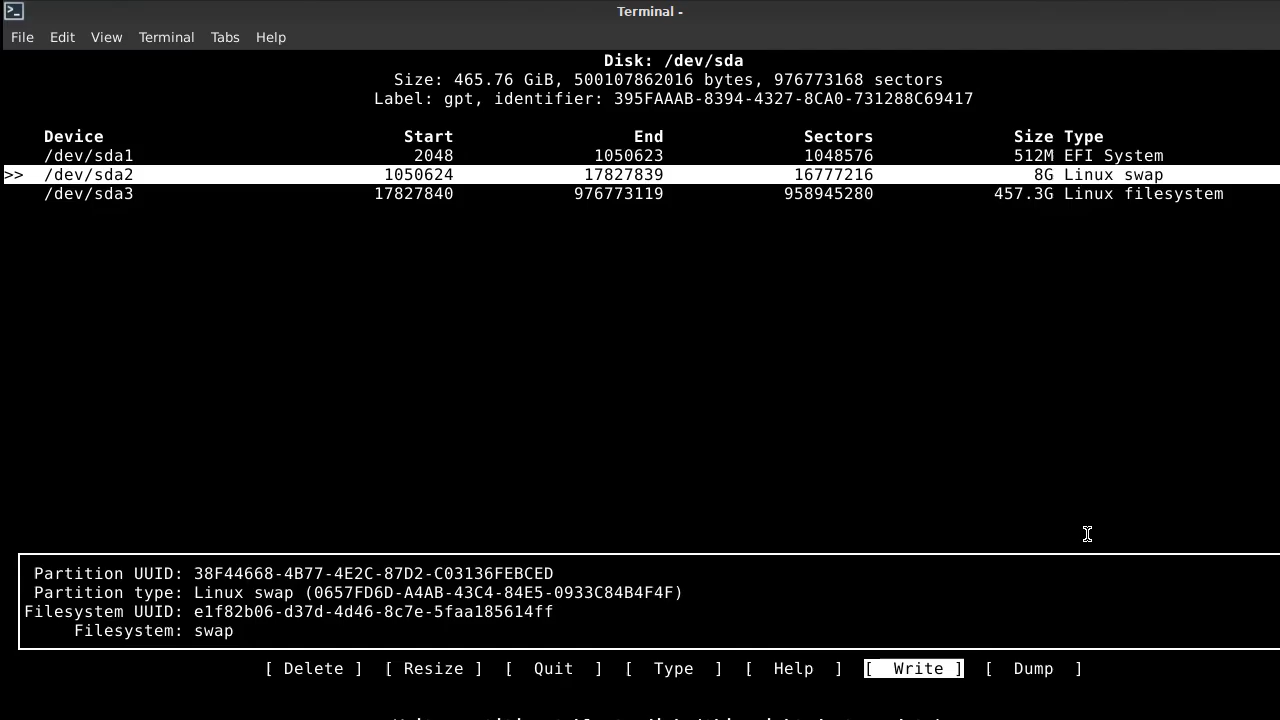 Terminal -
File Edit View Terminal Tabs Help
Disk: /dev/sda
Size: 465.76 GiB, 500107862016 bytes, 976773168 sectors
Label: gpt, identifier: 395FAAAB-8394-4327-8CA0-731288C69417
Device Start End Sectors Size Type
/dev/sda1 2048 1050623 1048576 512M EFI System
>> /dev/sda2 1050624 17827839 16777216 8G Linux swap
/dev/sda3 17827840 976773119 958945280 457.3G Linux filesystem
Partition UUID: 38F44668-4B77-4E2C-87D2-C03136FEBCED
Partition type: Linux swap (0657FD6D-A4AB-43C4-84E5-0933C84B4F4F)
Filesystem UUID: e1f82b06-d37d-4d46-8c7e-5faa185614ff
Filesystem: swap
[ Delete ] [ Resize ] [ Quit ] [ Type ] [ Help ] [ Write ] [ Dump ]